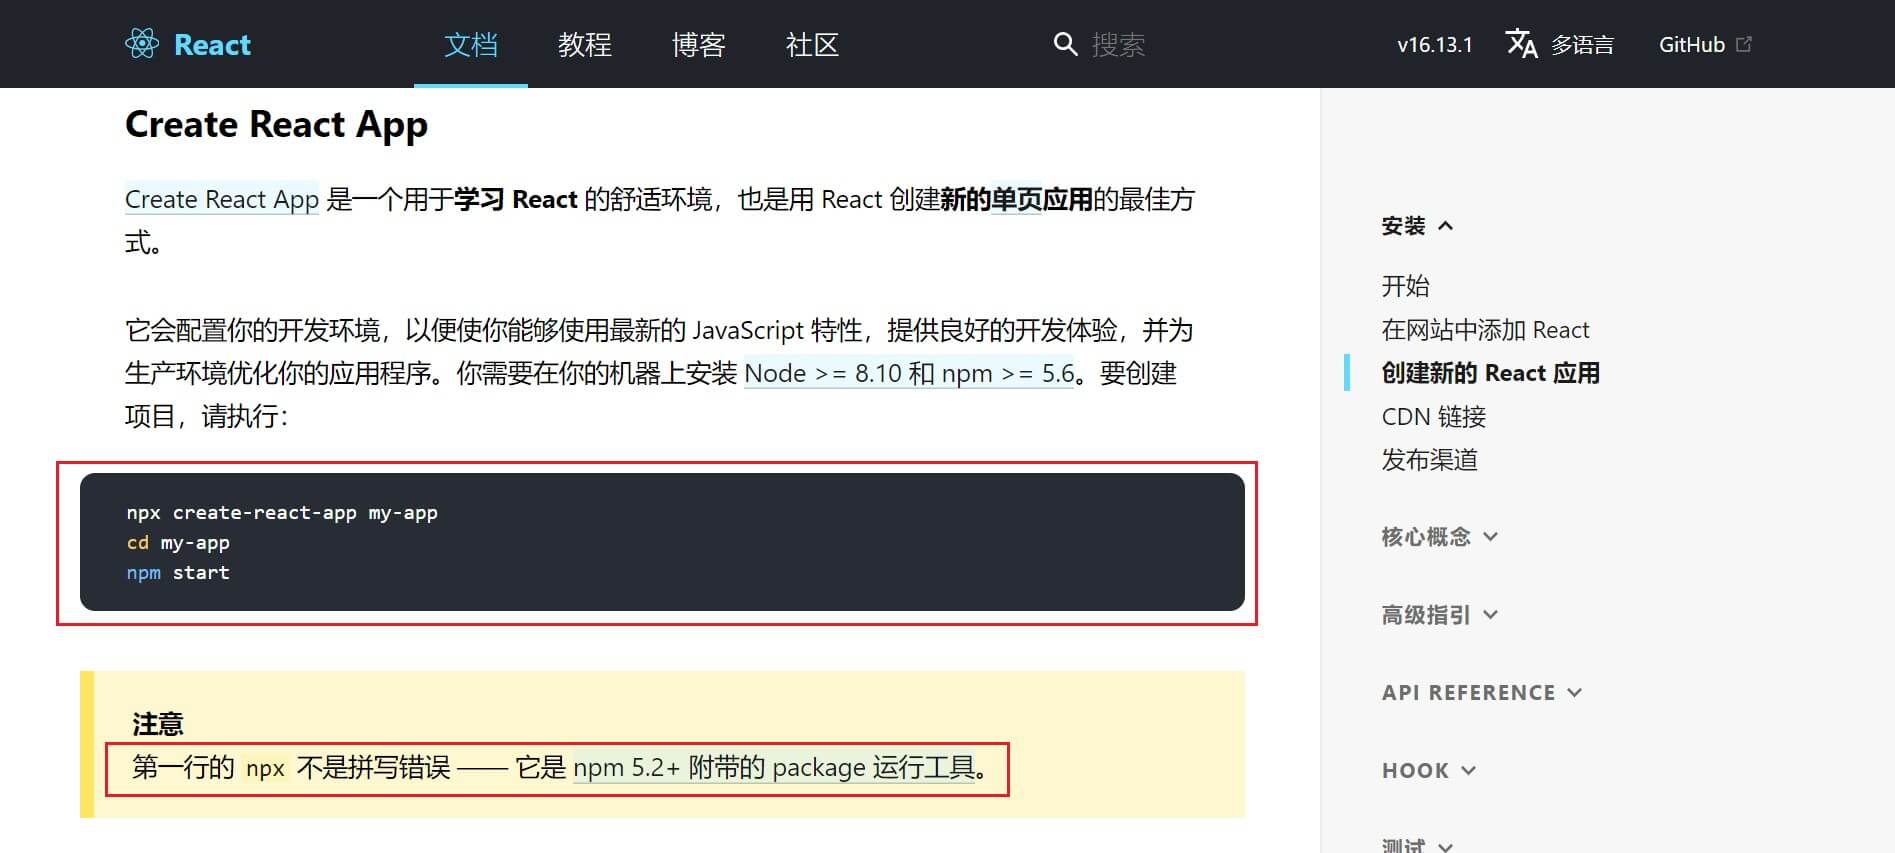 React 文档 教程 博客 社区 搜索 v16.13.1 多语言 GitHub
Create React App
Create React App 是一个用于学习 React 的舒适环境，也是用 React 创建新的单页应用的最佳方
式。
它会配置你的开发环境，以便使你能够使用最新的 JavaScript 特性，提供良好的开发体验，并为
生产环境优化你的应用程序。你需要在你的机器上安装 Node >= 8.10 和 npm >= 5.6。要创建
项目，请执行：
npx create-react-app my-app
cd my-app
npm start
注意
第一行的 npx 不是拼写错误 —— 它是 npm 5.2+ 附带的 package 运行工具。
安装
开始
在网站中添加 React
创建新的 React 应用
CDN 链接
发布渠道
核心概念
高级指引
API REFERENCE
HOOK
测试